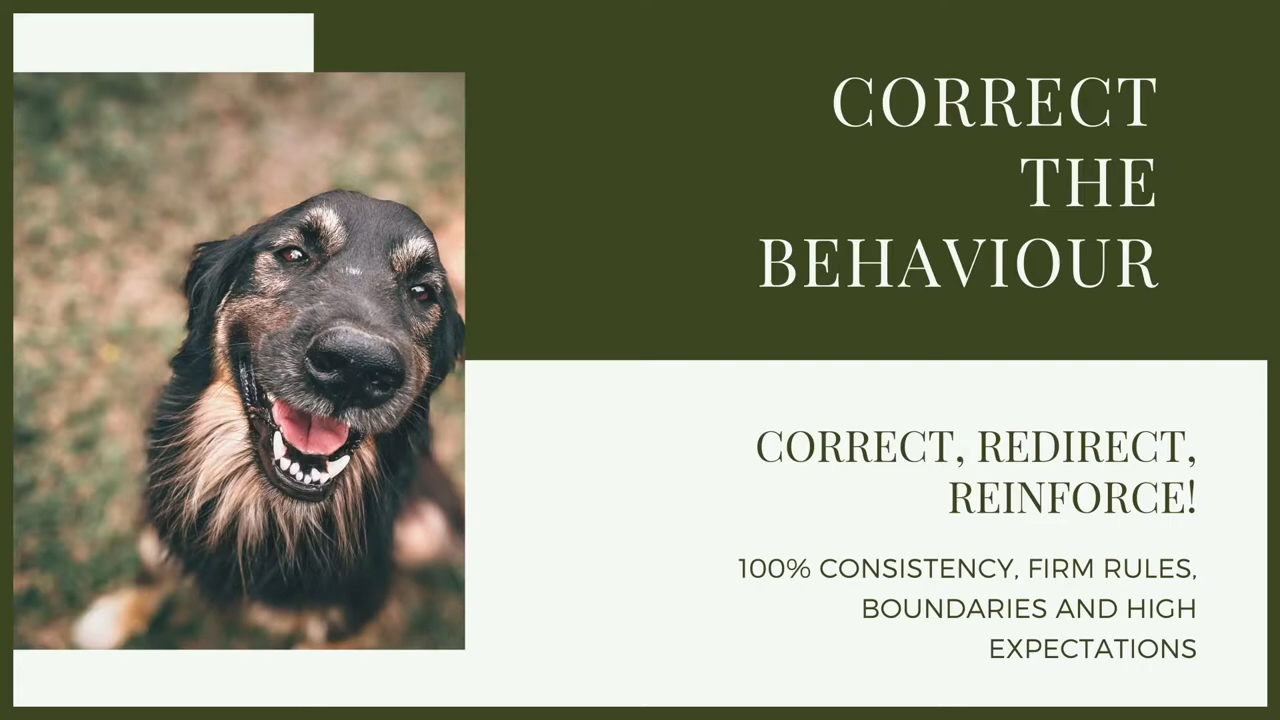 CORRECT
THE
BEHAVIOUR
CORRECT, REDIRECT,
REINFORCE!
100% CONSISTENCY, FIRM RULES,
BOUNDARIES AND HIGH
EXPECTATIONS